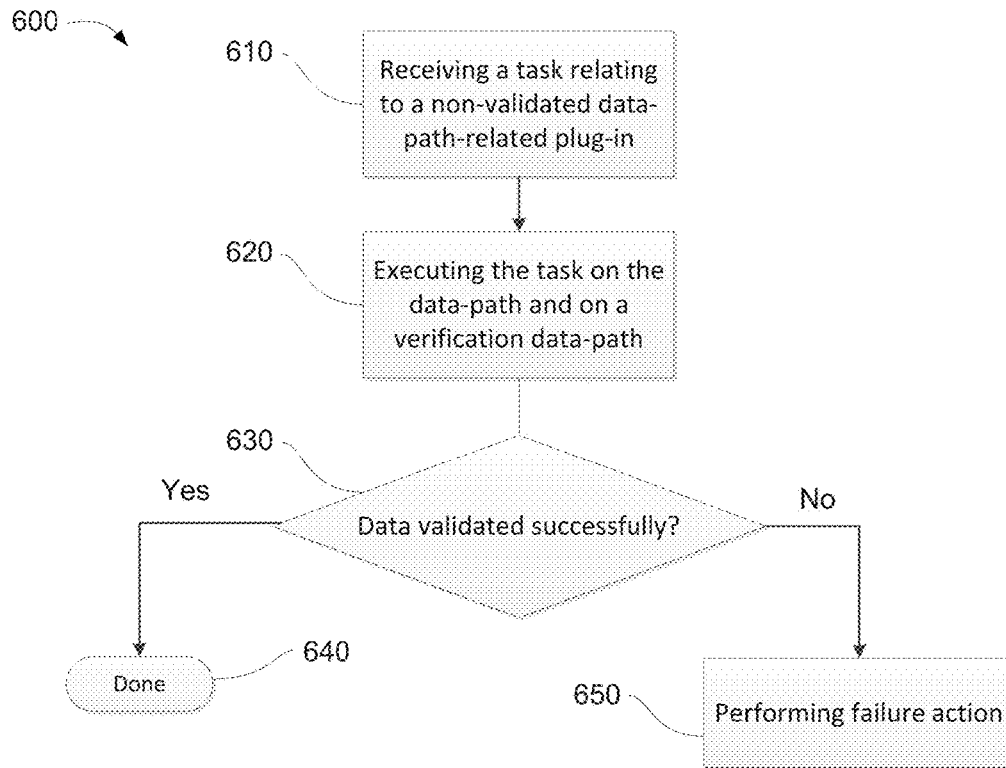 600
610
Receiving a task relating
to a non-validated data-
path-related plug-in
620
Executing the task on the
data-path and on a
verification data-path
630
Yes
Data validated successfully?
No
640
Done
650
Performing failure action